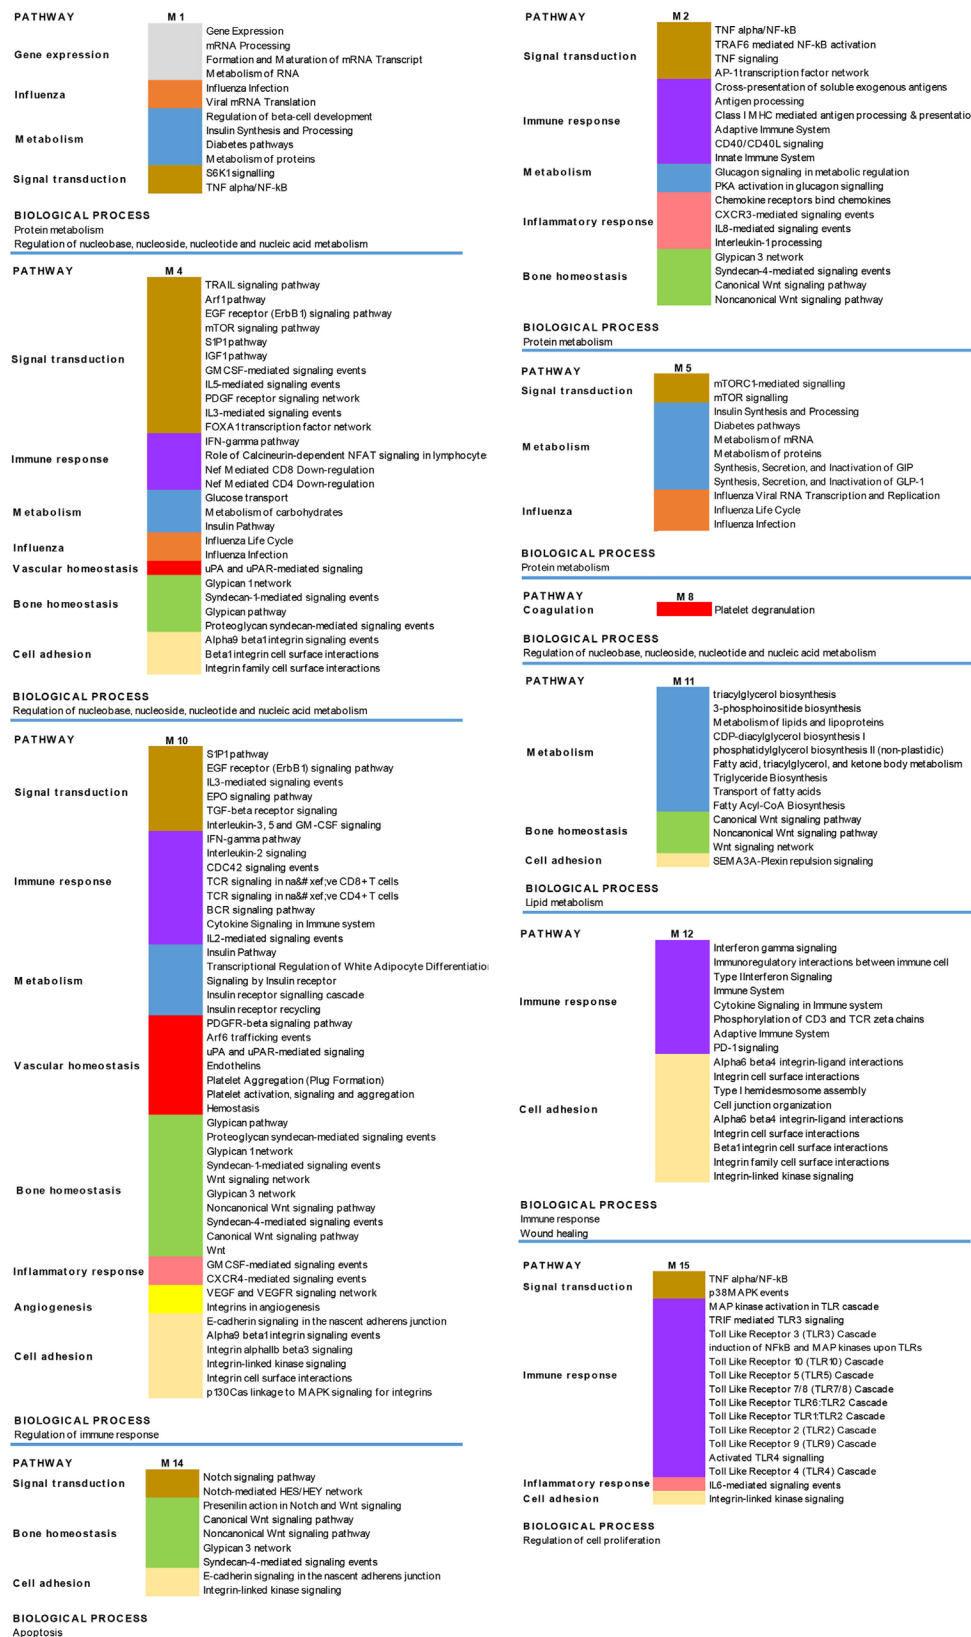 PATHWAY M 1
Gene expression
Gene Expression
mRNA Processing
Formation and Maturation of mRNA Transcript
Metabolism of RNA
Influenza
Influenza Infection
Viral mRNA Translation
Metabolism
Regulation of beta-cell development
Insulin Synthesis and Processing
Diabetes pathways
Metabolism of proteins
Signal transduction
S6K1 signalling
TNF alpha/NF-kB
BIOLOGICAL PROCESS
Protein metabolism
Regulation of nucleobase, nucleoside, nucleotide and nucleic acid metabolism
PATHWAY M 4
Signal transduction
TRAIL signaling pathway
Arf1 pathway
EGF receptor (ErbB1) signaling pathway
mTOR signaling pathway
S1P1 pathway
IGF1 pathway
GMCSF-mediated signaling events
IL5-mediated signaling events
PDGF receptor signaling network
IL3-mediated signaling events
FOXA1 transcription factor network
Immune response
IFN-gamma pathway
Role of Calcineurin-dependent NFAT signaling in lymphocyte
Nef Mediated CD8 Down-regulation
Nef Mediated CD4 Down-regulation
Metabolism
Glucose transport
Metabolism of carbohydrates
Insulin Pathway
Influenza
Influenza Life Cycle
Influenza Infection
Vascular homeostasis
uPA and uPAR-mediated signaling
Bone homeostasis
Glypican 1 network
Syndecan-1-mediated signaling events
Glypican pathway
Proteoglycan syndecan-mediated signaling events
Cell adhesion
Alpha9 beta1 integrin signaling events
Beta1 integrin cell surface interactions
Integrin family cell surface interactions
BIOLOGICAL PROCESS
Regulation of nucleobase, nucleoside, nucleotide and nucleic acid metabolism
PATHWAY M 10
Signal transduction
S1P1 pathway
EGF receptor (ErbB1) signaling pathway
IL3-mediated signaling events
EPO signaling pathway
TGF-beta receptor signaling
Interleukin-3, 5 and GM-CSF signaling
Immune response
IFN-gamma pathway
Interleukin-2 signaling
CDC42 signaling events
TCR signaling in na&# xef;ve CD8+ T cells
TCR signaling in na&# xef;ve CD4+ T cells
BCR signaling pathway
Cytokine Signaling in Immune system
IL2-mediated signaling events
Metabolism
Insulin Pathway
Transcriptional Regulation of White Adipocyte Differentiatio
Signaling by Insulin receptor
Insulin receptor signalling cascade
Insulin receptor recycling
Vascular homeostasis
PDGFR-beta signaling pathway
Arf6 trafficking events
uPA and uPAR-mediated signaling
Endothelins
Platelet Aggregation (Plug Formation)
Platelet activation, signaling and aggregation
Hemostasis
Bone homeostasis
Glypican pathway
Proteoglycan syndecan-mediated signaling events
Glypican 1 network
Syndecan-1-mediated signaling events
Wnt signaling network
Glypican 3 network
Noncanonical Wnt signaling pathway
Syndecan-4-mediated signaling events
Canonical Wnt signaling pathway
Wnt
Inflammatory response
GMCSF-mediated signaling events
CXCR4-mediated signaling events
Angiogenesis
VEGF and VEGFR signaling network
Integrins in angiogenesis
Cell adhesion
E-cadherin signaling in the nascent adherens junction
Alpha9 beta1 integrin signaling events
Integrin alphaIIb beta3 signaling
Integrin-linked kinase signaling
Integrin cell surface interactions
p130Cas linkage to MAPK signaling for integrins
BIOLOGICAL PROCESS
Regulation of immune response
PATHWAY M 14
Signal transduction
Notch signaling pathway
Notch-mediated HES/HEY network
Bone homeostasis
Presenilin action in Notch and Wnt signaling
Canonical Wnt signaling pathway
Noncanonical Wnt signaling pathway
Glypican 3 network
Syndecan-4-mediated signaling events
Cell adhesion
E-cadherin signaling in the nascent adherens junction
Integrin-linked kinase signaling
BIOLOGICAL PROCESS
Apoptosis
PATHWAY M 2
Signal transduction
TNF alpha/NF-kB
TRAF6 mediated NF-kB activation
TNF signaling
AP-1 transcription factor network
Immune response
Cross-presentation of soluble exogenous antigens
Antigen processing
Class I MHC mediated antigen processing & presentatio
Adaptive Immune System
CD40/CD40L signaling
Innate Immune System
Metabolism
Glucagon signaling in metabolic regulation
PKA activation in glucagon signalling
Inflammatory response
Chemokine receptors bind chemokines
CXCR3-mediated signaling events
IL8-mediated signaling events
Interleukin-1 processing
Bone homeostasis
Glypican 3 network
Syndecan-4-mediated signaling events
Canonical Wnt signaling pathway
Noncanonical Wnt signaling pathway
BIOLOGICAL PROCESS
Protein metabolism
PATHWAY M 5
Signal transduction
mTORC1-mediated signalling
mTOR signalling
Metabolism
Insulin Synthesis and Processing
Diabetes pathways
Metabolism of mRNA
Metabolism of proteins
Synthesis, Secretion, and Inactivation of GIP
Synthesis, Secretion, and Inactivation of GLP-1
Influenza
Influenza Viral RNA Transcription and Replication
Influenza Life Cycle
Influenza Infection
BIOLOGICAL PROCESS
Protein metabolism
PATHWAY M 8
Coagulation
Platelet degranulation
BIOLOGICAL PROCESS
Regulation of nucleobase, nucleoside, nucleotide and nucleic acid metabolism
PATHWAY M 11
Metabolism
triacylglycerol biosynthesis
3-phosphoinositide biosynthesis
Metabolism of lipids and lipoproteins
CDP-diacylglycerol biosynthesis I
phosphatidylglycerol biosynthesis II (non-plastidic)
Fatty acid, triacylglycerol, and ketone body metabolism
Triglyceride Biosynthesis
Transport of fatty acids
Fatty Acyl-CoA Biosynthesis
Bone homeostasis
Canonical Wnt signaling pathway
Noncanonical Wnt signaling pathway
Wnt signaling network
Cell adhesion
SEMA3A-Plexin repulsion signaling
BIOLOGICAL PROCESS
Lipid metabolism
PATHWAY M 12
Immune response
Interferon gamma signaling
Immunoregulatory interactions between immune cell
Type I Interferon Signaling
Immune System
Cytokine Signaling in Immune system
Phosphorylation of CD3 and TCR zeta chains
Adaptive Immune System
PD-1 signaling
Cell adhesion
Alpha6 beta4 integrin-ligand interactions
Integrin cell surface interactions
Type I hemidesmosome assembly
Cell junction organization
Alpha6 beta4 integrin-ligand interactions
Integrin cell surface interactions
Beta1 integrin cell surface interactions
Integrin family cell surface interactions
Integrin-linked kinase signaling
BIOLOGICAL PROCESS
Immune response
Wound healing
PATHWAY M 15
Signal transduction
TNF alpha/NF-kB
p38MAPK events
Immune response
MAP kinase activation in TLR cascade
TRIF mediated TLR3 signaling
Toll Like Receptor 3 (TLR3) Cascade
induction of NFkB and MAP kinases upon TLRs
Toll Like Receptor 10 (TLR10) Cascade
Toll Like Receptor 5 (TLR5) Cascade
Toll Like Receptor 7/8 (TLR7/8) Cascade
Toll Like Receptor TLR6:TLR2 Cascade
Toll Like Receptor TLR1:TLR2 Cascade
Toll Like Receptor 2 (TLR2) Cascade
Toll Like Receptor 9 (TLR9) Cascade
Activated TLR4 signalling
Toll Like Receptor 4 (TLR4) Cascade
Inflammatory response
IL6-mediated signaling events
Cell adhesion
Integrin-linked kinase signaling
BIOLOGICAL PROCESS
Regulation of cell proliferation